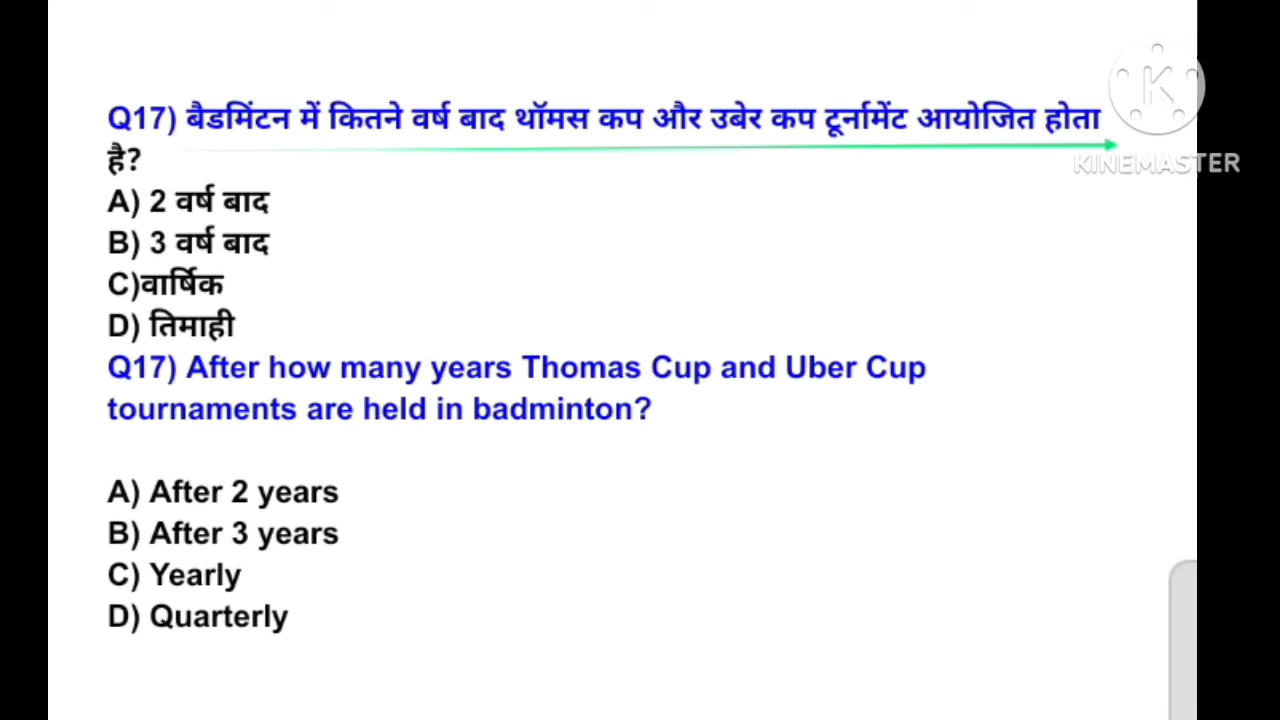 Q17) बैडमिंटन में कितने वर्ष बाद थॉमस कप और उबेर कप टूर्नामेंट आयोजित होता
है?
A) 2 वर्ष बाद
B) 3 वर्ष बाद
C)वार्षिक
D) तिमाही
Q17) After how many years Thomas Cup and Uber Cup
tournaments are held in badminton?
A) After 2 years
B) After 3 years
C) Yearly
D) Quarterly
K
KINEMASTER